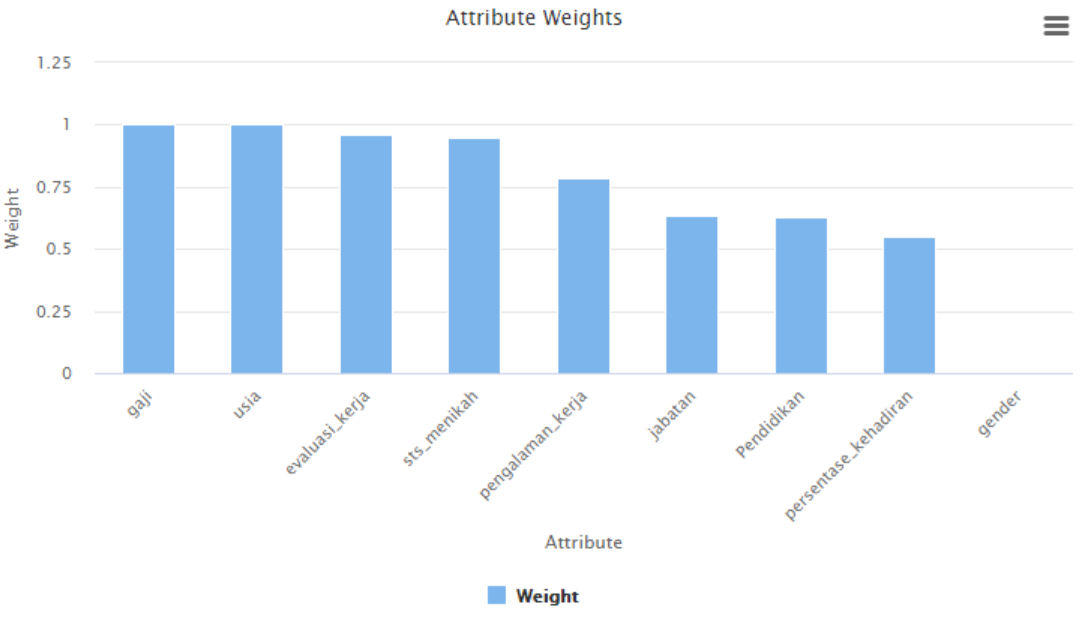 Attribute Weights
1.25
1
0.75
0.5
0.25
0
Weight
gaji
usia
evaluasi_kerja
sts_menikah
pengalaman_kerja
jabatan
Pendidikan
persentase_kehadiran
gender
Attribute
Weight